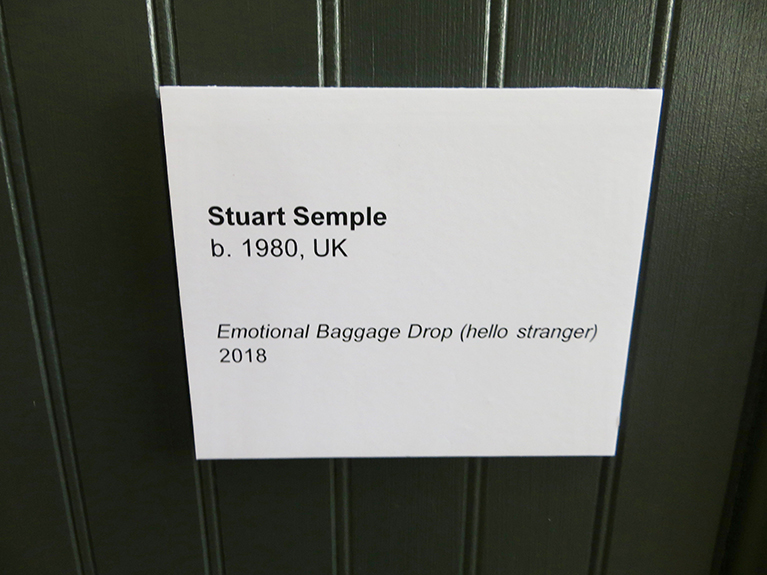 Stuart Semple
b. 1980, UK
Emotional Baggage Drop (hello stranger)
2018